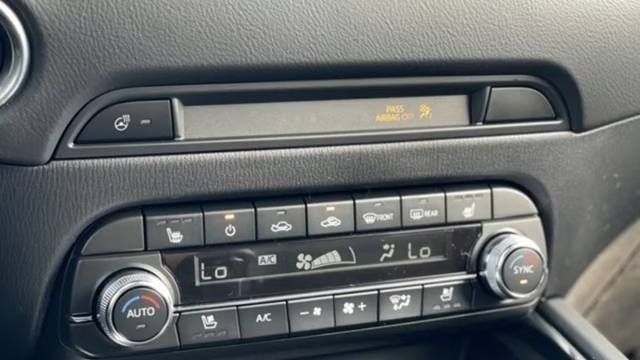 PASS
AIRBAG OFF
FRONT
REAR
Lo
A/C
Lo
AUTO
SYNC
A/C